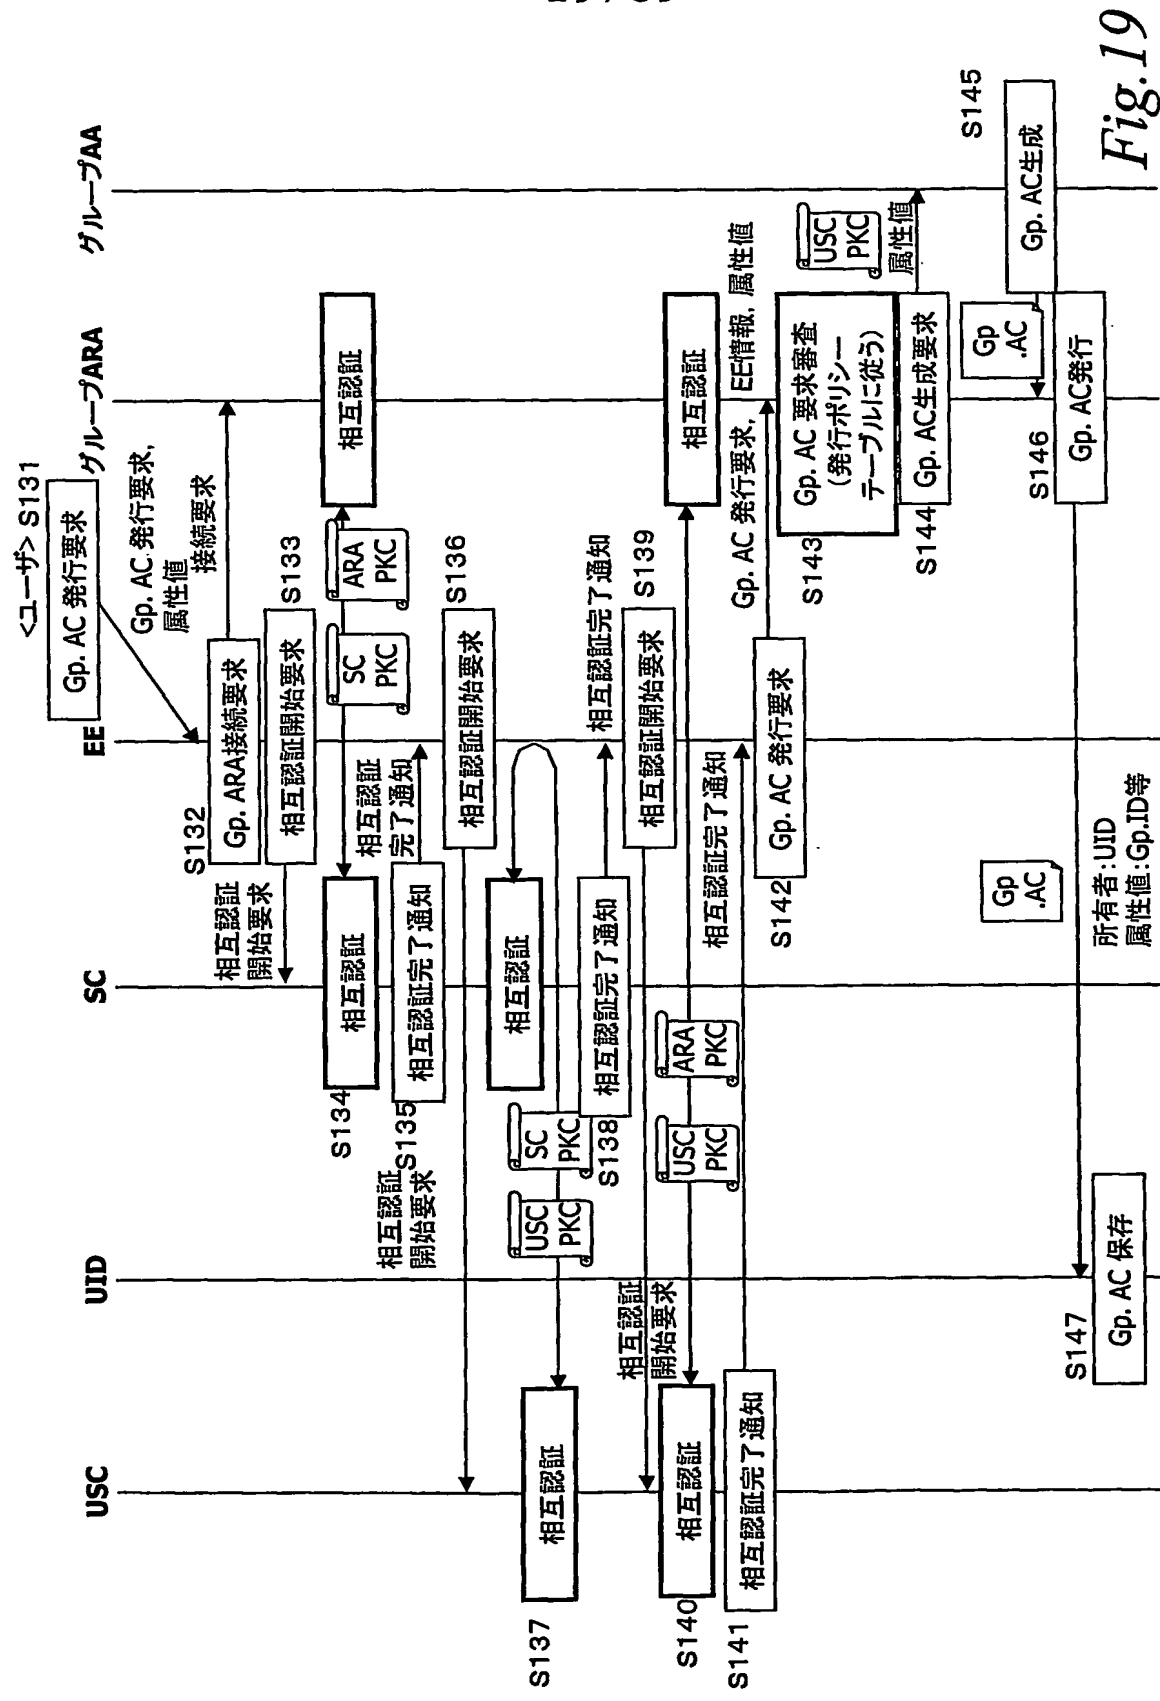 USC
UID
SC
EE
グループARA
グループAA
<ユーザ> S131
Gp. AC 発行要求
S132
Gp. ARA接続要求
Gp. AC 発行要求,
属性値
接続要求
相互認証開始要求
S133
相互認証
開始要求
S134
相互認証
SC
PKC
ARA
PKC
相互認証
S135
相互認証完了通知
相互認証
完了通知
相互認証開始要求
S136
相互認証
開始要求
S137
相互認証
USC
PKC
SC
PKC
相互認証
S138
相互認証完了通知
相互認証完了通知
相互認証開始要求
S139
相互認証
開始要求
S140
相互認証
USC
PKC
ARA
PKC
相互認証
S141
相互認証完了通知
相互認証完了通知
S142
Gp. AC 発行要求
Gp. AC 発行要求,
EE情報, 属性値
S143
Gp. AC 要求審査
(発行ポリシー
テーブルに従う)
S144
Gp. AC生成要求
USC
PKC
属性値
S145
Gp. AC生成
Gp
.AC
S146
Gp. AC発行
Gp
.AC
所有者:UID
属性値:Gp.ID等
S147
Gp. AC 保存
Fig.19